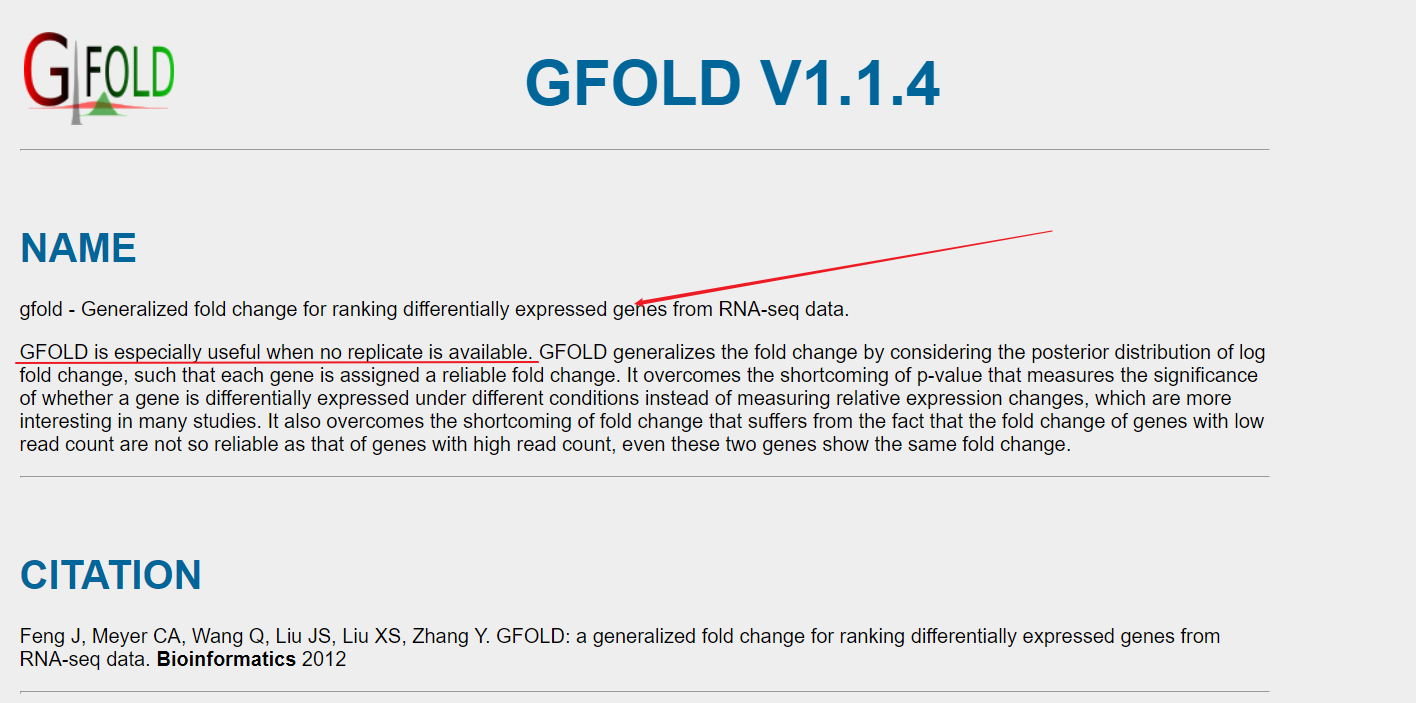 GFOLD
GFOLD V1.1.4
NAME
gfold - Generalized fold change for ranking differentially expressed genes from RNA-seq data.
GFOLD is especially useful when no replicate is available. GFOLD generalizes the fold change by considering the posterior distribution of log
fold change, such that each gene is assigned a reliable fold change. It overcomes the shortcoming of p-value that measures the significance
of whether a gene is differentially expressed under different conditions instead of measuring relative expression changes, which are more
interesting in many studies. It also overcomes the shortcoming of fold change that suffers from the fact that the fold change of genes with low
read count are not so reliable as that of genes with high read count, even these two genes show the same fold change.
CITATION
Feng J, Meyer CA, Wang Q, Liu JS, Liu XS, Zhang Y. GFOLD: a generalized fold change for ranking differentially expressed genes from
RNA-seq data. Bioinformatics 2012